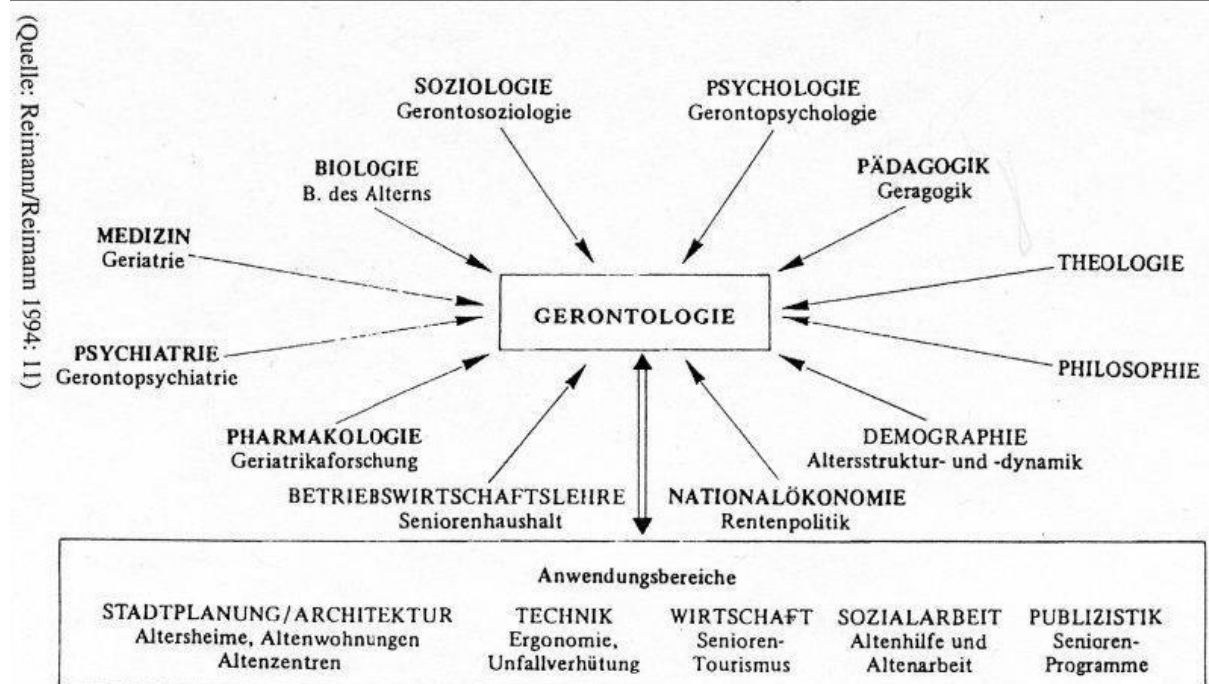 (Quelle: Reimann/Reimann 1994: 11)
SOZIOLOGIE
Gerontosoziologie
PSYCHOLOGIE
Gerontopsychologie
BIOLOGIE
B. des Alterns
PÄDAGOGIK
Geragogik
MEDIZIN
Geriatrie
THEOLOGIE
GERONTOLOGIE
PSYCHIATRIE
Gerontopsychiatrie
PHILOSOPHIE
PHARMAKOLOGIE
Geriatrikaforschung
DEMOGRAPHIE
Altersstruktur- und -dynamik
BETRIEBSWIRTSCHAFTSLEHRE
Seniorenhaushalt
NATIONALÖKONOMIE
Rentenpolitik
Anwendungsbereiche
STADTPLANUNG/ARCHITEKTUR
Altersheime, Altenwohnungen
Altenzentren
TECHNIK
Ergonomie,
Unfallverhütung
WIRTSCHAFT
Senioren-
Tourismus
SOZIALARBEIT
Altenhilfe und
Altenarbeit
PUBLIZISTIK
Senioren-
Programme